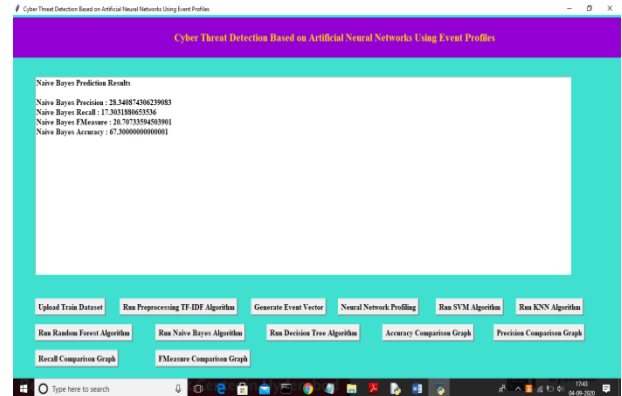 Cyber Threat Detection Based on Artificial Neural Networks Using Event Profiles
Cyber Threat Detection Based on Artificial Neural Networks Using Event Profiles
Naive Bayes Prediction Results
Naive Bayes Precision : 28.340874306239083
Naive Bayes Recall : 17.3031880653536
Naive Bayes FMeasure : 20.70733594503901
Naive Bayes Accuracy : 67.30000000000001
Upload Train Dataset Run Preprocessing TF-IDF Algorithm Generate Event Vector Neural Network Profiling Run SVM Algorithm Run KNN Algorithm
Run Random Forest Algorithm Run Naive Bayes Algorithm Run Decision Tree Algorithm Accuracy Comparison Graph Precision Comparison Graph
Recall Comparison Graph FMeasure Comparison Graph
Type here to search 17:43
04-09-2020